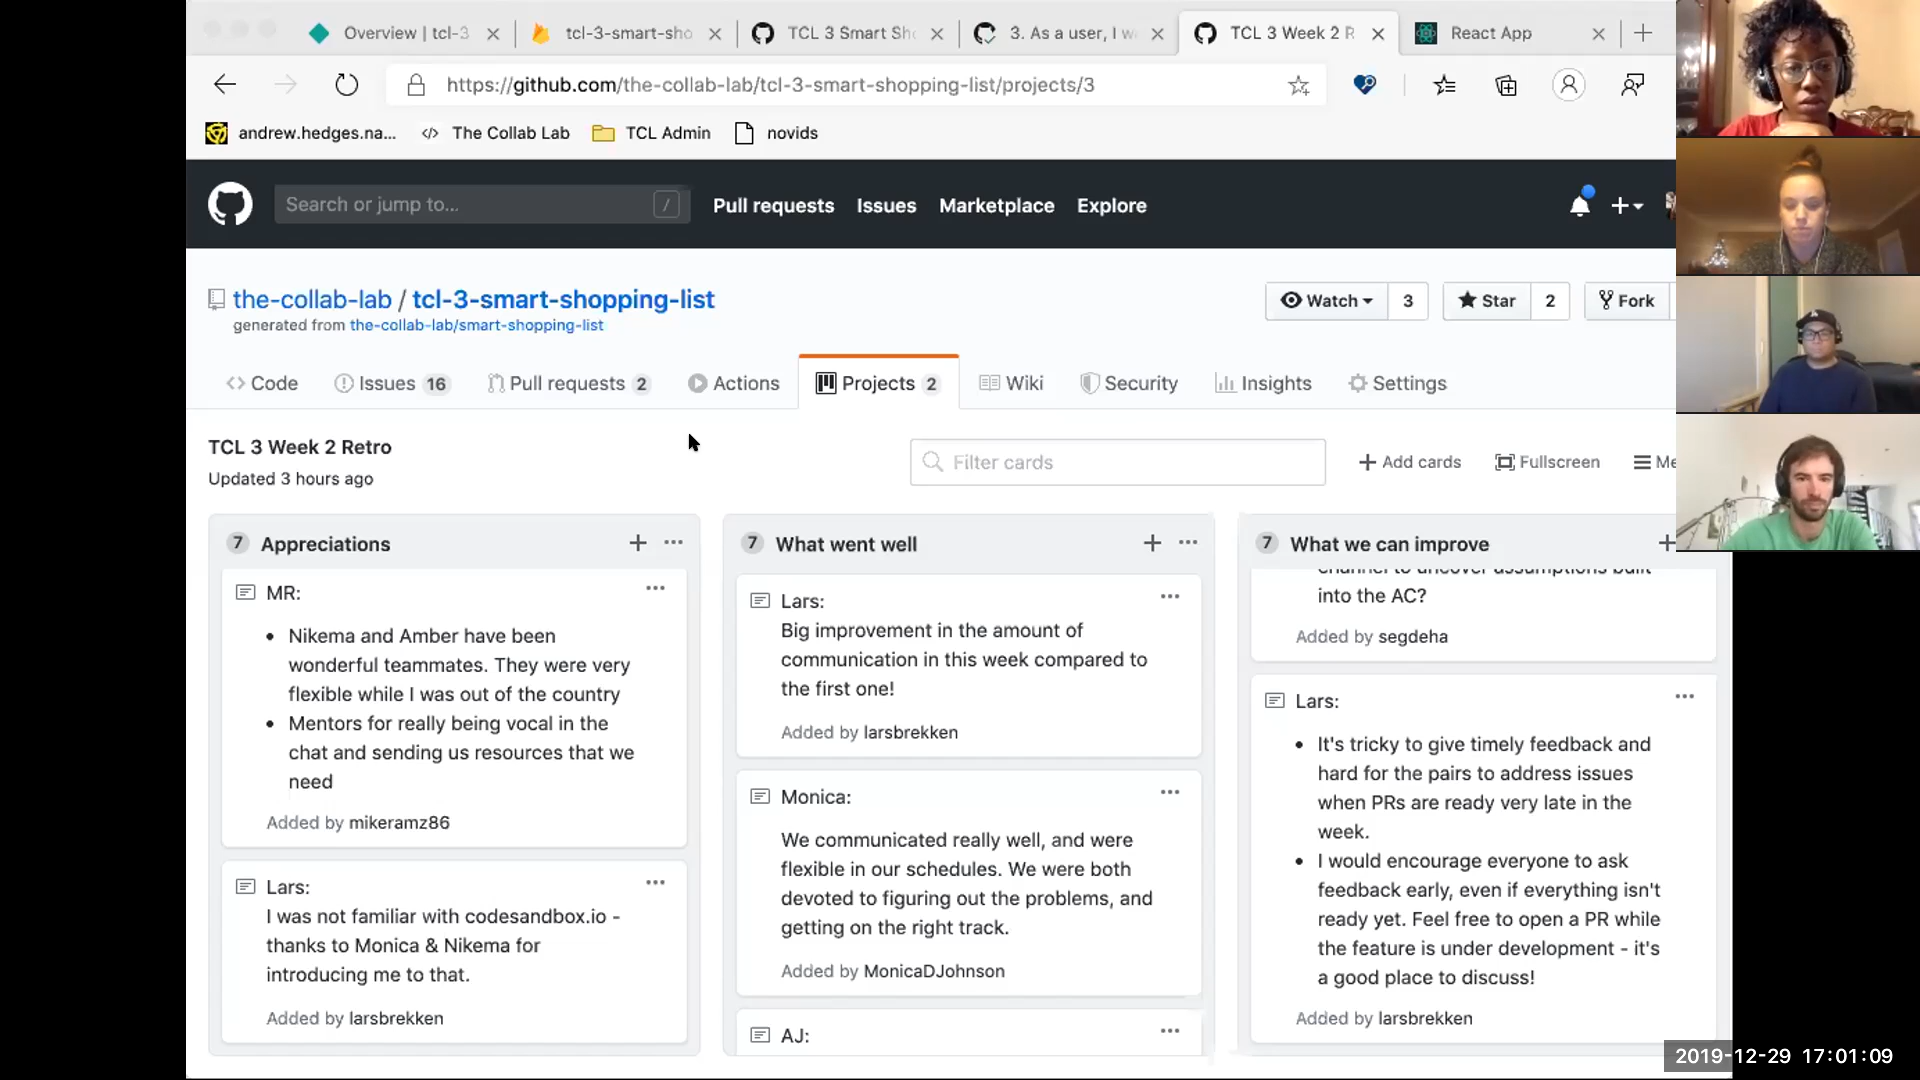 Overview | tcl-3
tcl-3-smart-sho
TCL 3 Smart Sh
3. As a user, I w
TCL 3 Week 2 R
React App
https://github.com/the-collab-lab/tcl-3-smart-shopping-list/projects/3
andrew.hedges.na...
The Collab Lab
TCL Admin
novids
Search or jump to...
/
Pull requests
Issues
Marketplace
Explore
the-collab-lab / tcl-3-smart-shopping-list
generated from the-collab-lab/smart-shopping-list
Watch 3
Star 2
Fork
Code
Issues 16
Pull requests 2
Actions
Projects 2
Wiki
Security
Insights
Settings
TCL 3 Week 2 Retro
Updated 3 hours ago
Filter cards
+ Add cards
Fullscreen
Me
7 Appreciations
MR:
• Nikema and Amber have been
wonderful teammates. They were very
flexible while I was out of the country
• Mentors for really being vocal in the
chat and sending us resources that we
need
Added by mikeramz86
Lars:
I was not familiar with codesandbox.io -
thanks to Monica & Nikema for
introducing me to that.
Added by larsbrekken
7 What went well
Lars:
Big improvement in the amount of
communication in this week compared to
the first one!
Added by larsbrekken
Monica:
We communicated really well, and were
flexible in our schedules. We were both
devoted to figuring out the problems, and
getting on the right track.
Added by MonicaDJohnson
AJ:
7 What we can improve
channel to uncover assumptions built
into the AC?
Added by segdeha
Lars:
• It's tricky to give timely feedback and
hard for the pairs to address issues
when PRs are ready very late in the
week.
• I would encourage everyone to ask
feedback early, even if everything isn't
ready yet. Feel free to open a PR while
the feature is under development - it's
a good place to discuss!
Added by larsbrekken
2019-12-29 17:01:09